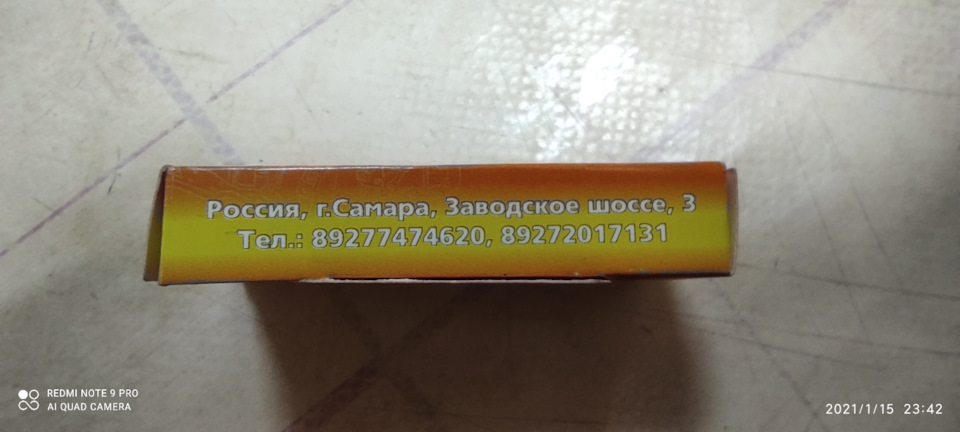 Россия, г.Самара, Заводское шоссе, 3
Тел.: 89277474620, 89272017131
REDMI NOTE 9 PRO
AI QUAD CAMERA
2021/1/15 23:42